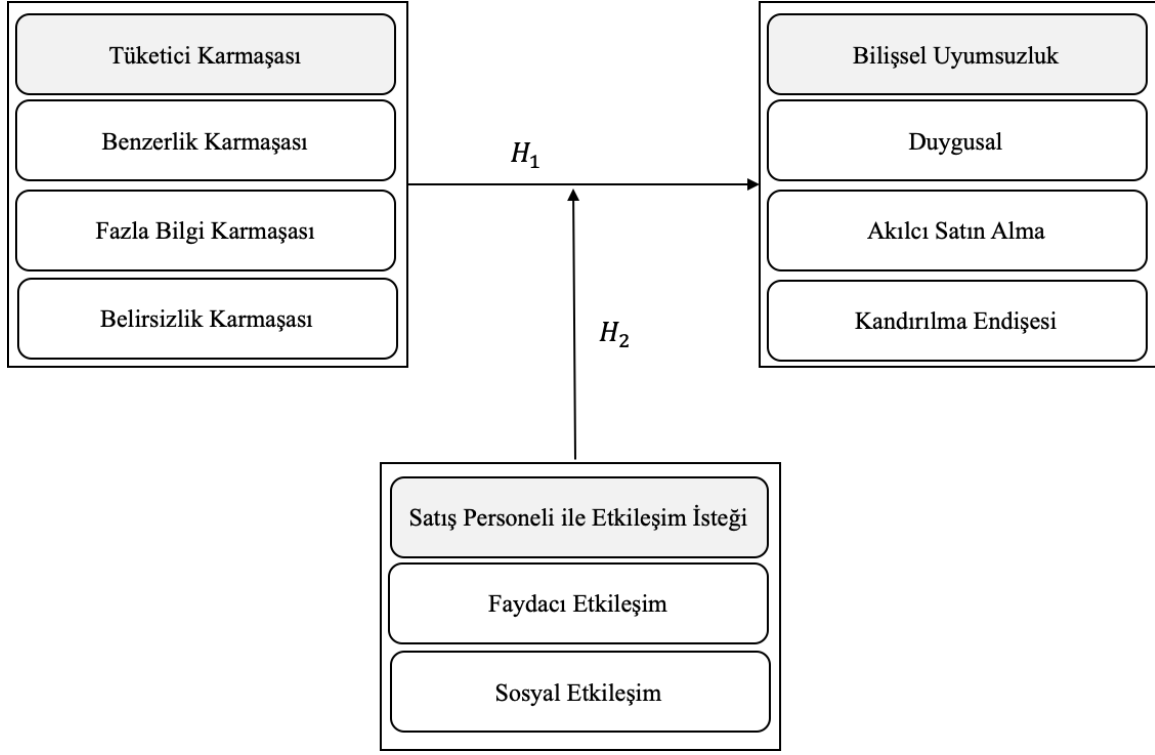 Tüketici Karmaşası
Benzerlik Karmaşası
Fazla Bilgi Karmaşası
Belirsizlik Karmaşası
H₁
Bilişsel Uyumsuzluk
Duygusal
Akılcı Satın Alma
Kandırılma Endişesi
H₂
Satış Personeli ile Etkileşim İsteği
Faydacı Etkileşim
Sosyal Etkileşim